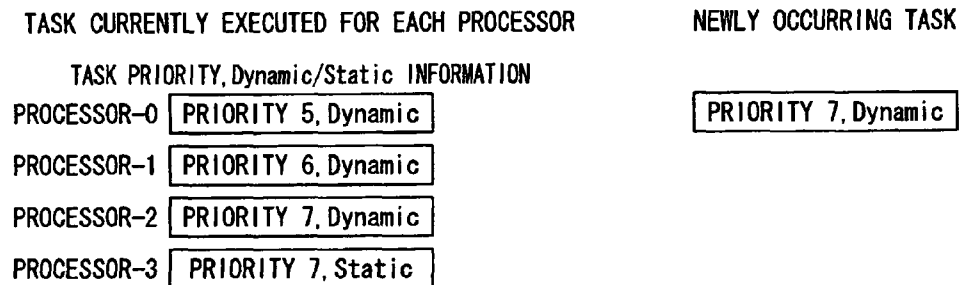 TASK CURRENTLY EXECUTED FOR EACH PROCESSOR NEWLY OCCURRING TASK
TASK PRIORITY, Dynamic/Static INFORMATION
PROCESSOR-0 PRIORITY 5, Dynamic PRIORITY 7, Dynamic
PROCESSOR-1 PRIORITY 6, Dynamic
PROCESSOR-2 PRIORITY 7, Dynamic
PROCESSOR-3 PRIORITY 7, Static